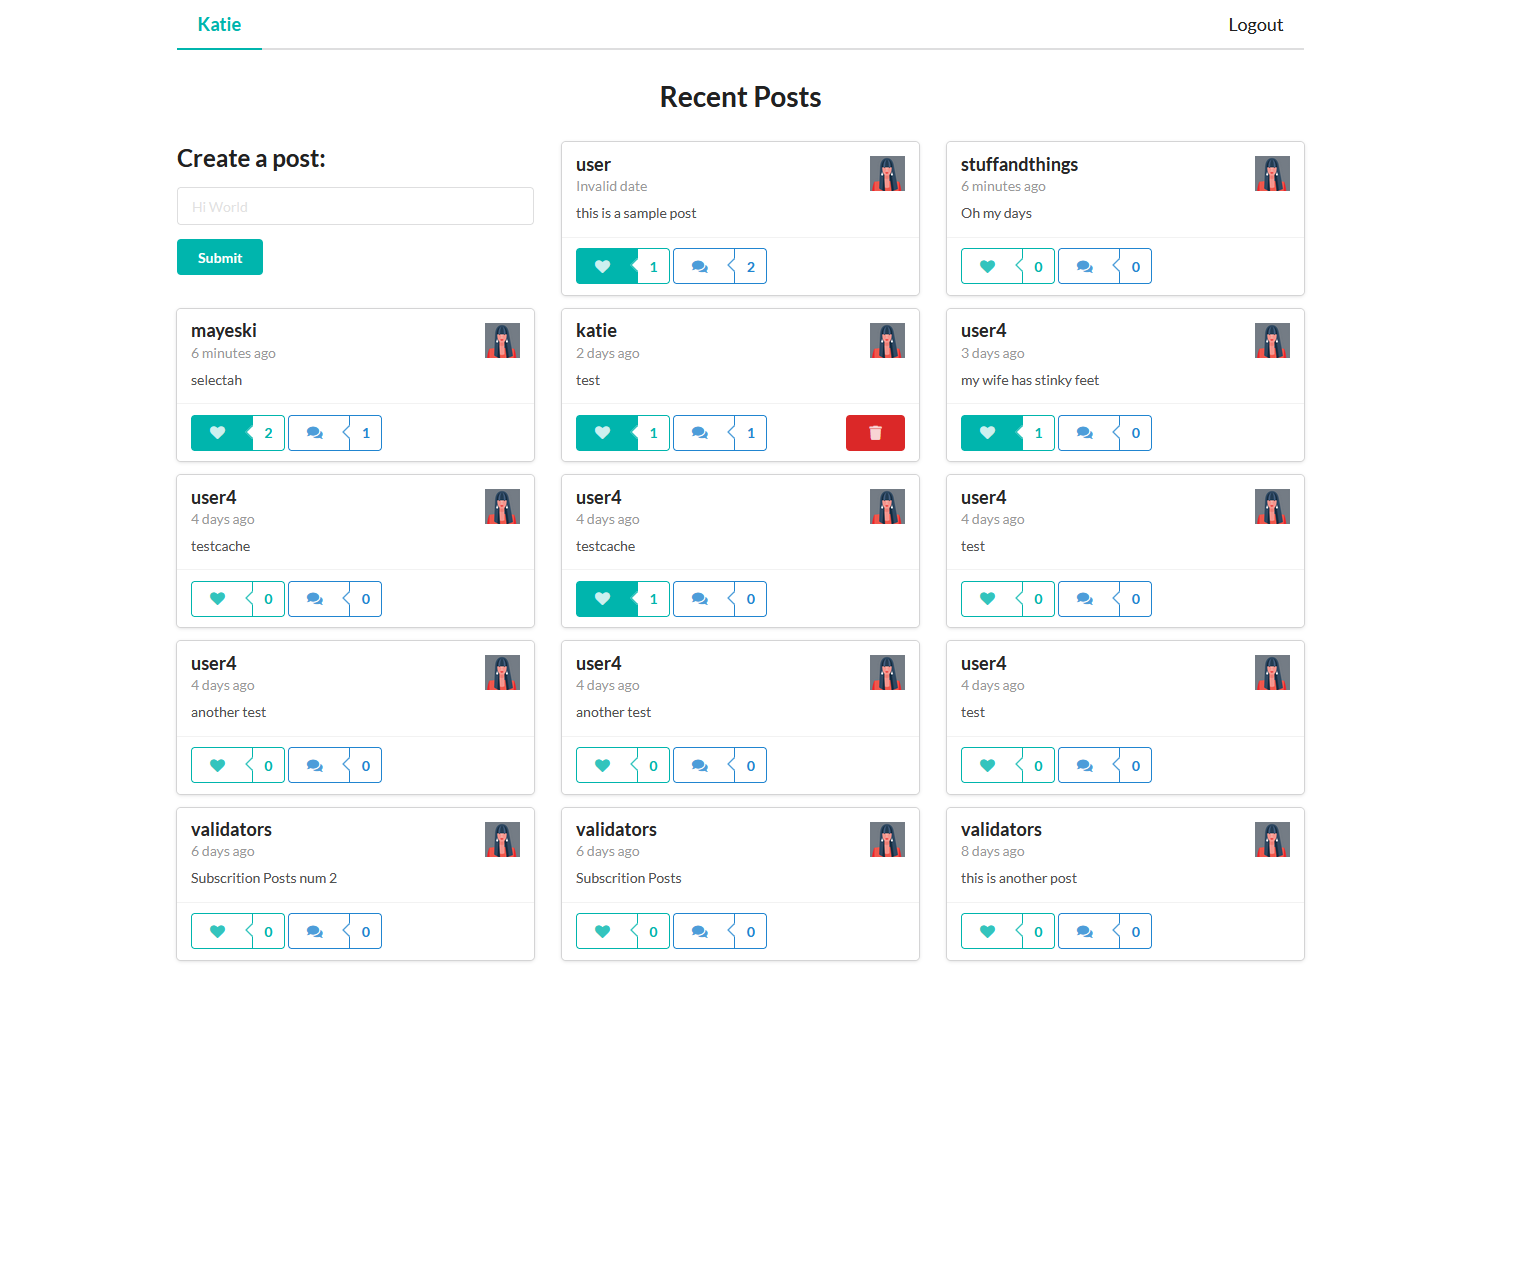 Katie
Logout
Recent Posts
Create a post:
Hi World
Submit
user
Invalid date
this is a sample post
1
2
stuffandthings
6 minutes ago
Oh my days
0
0
mayeski
6 minutes ago
selectah
2
1
katie
2 days ago
test
1
1
user4
3 days ago
my wife has stinky feet
1
0
user4
4 days ago
testcache
0
0
user4
4 days ago
testcache
1
0
user4
4 days ago
test
0
0
user4
4 days ago
another test
0
0
user4
4 days ago
another test
0
0
user4
4 days ago
test
0
0
validators
6 days ago
Subscrition Posts num 2
0
0
validators
6 days ago
Subscrition Posts
0
0
validators
8 days ago
this is another post
0
0